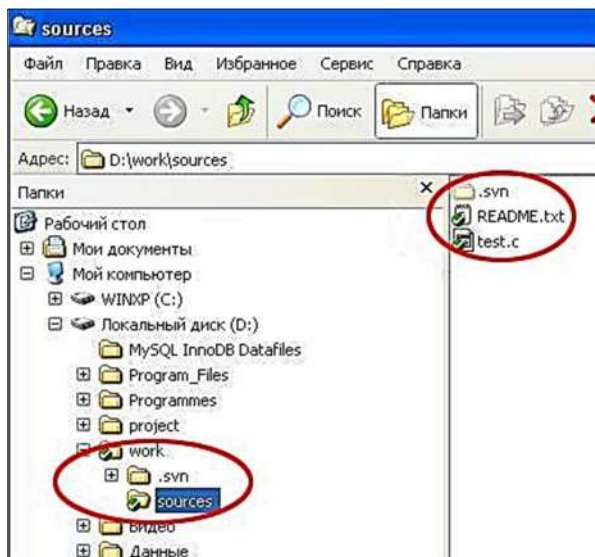 sources
Файл Правка Вид Избранное Сервис Справка
Назад Поиск Папки
Адрес: D:\work\sources
Папки
Рабочий стол
Мои документы
Мой компьютер
WINXP (C:)
Локальный диск (D:)
MySQL InnoDB Datafiles
Program_Files
Programmes
project
work
.svn
sources
Видео
Данные
.svn
README.txt
test.c